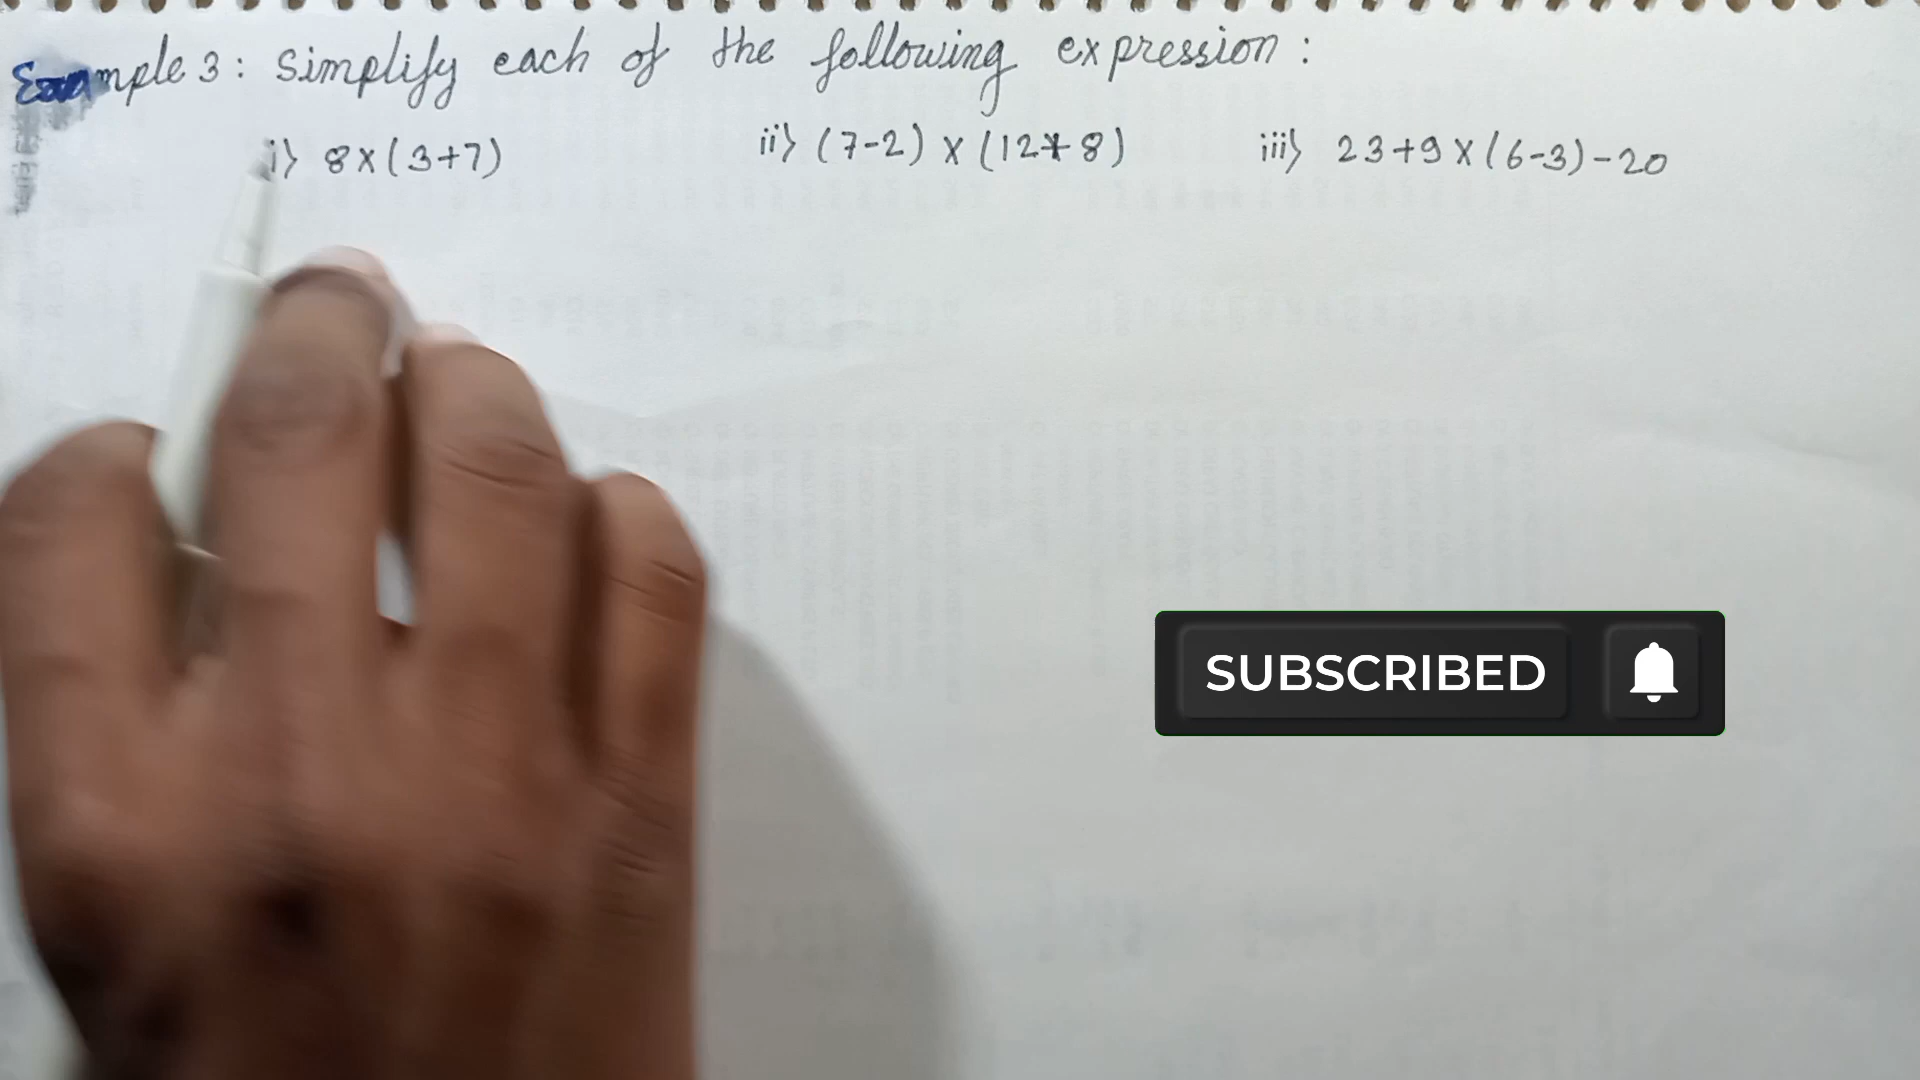 Example 3: Simplify each of the following expression:
i) 8×(3+7) ii) (7-2) × (12+8) iii) 23+9×(6-3)-20
SUBSCRIBED